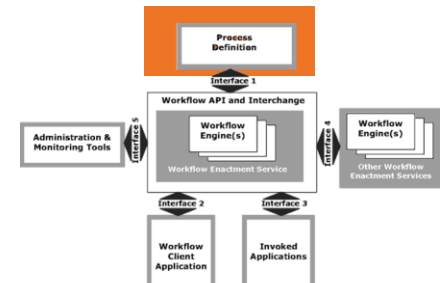 Process
Definition
Interface 1
Workflow API and Interchange
Workflow
Engine(s)
Workflow Enactment Service
Administration &
Monitoring Tools
Interface 5
Interface 4
Workflow
Engine(s)
Other Workflow
Enactment Services
Interface 2
Interface 3
Workflow
Client
Application
Invoked
Applications